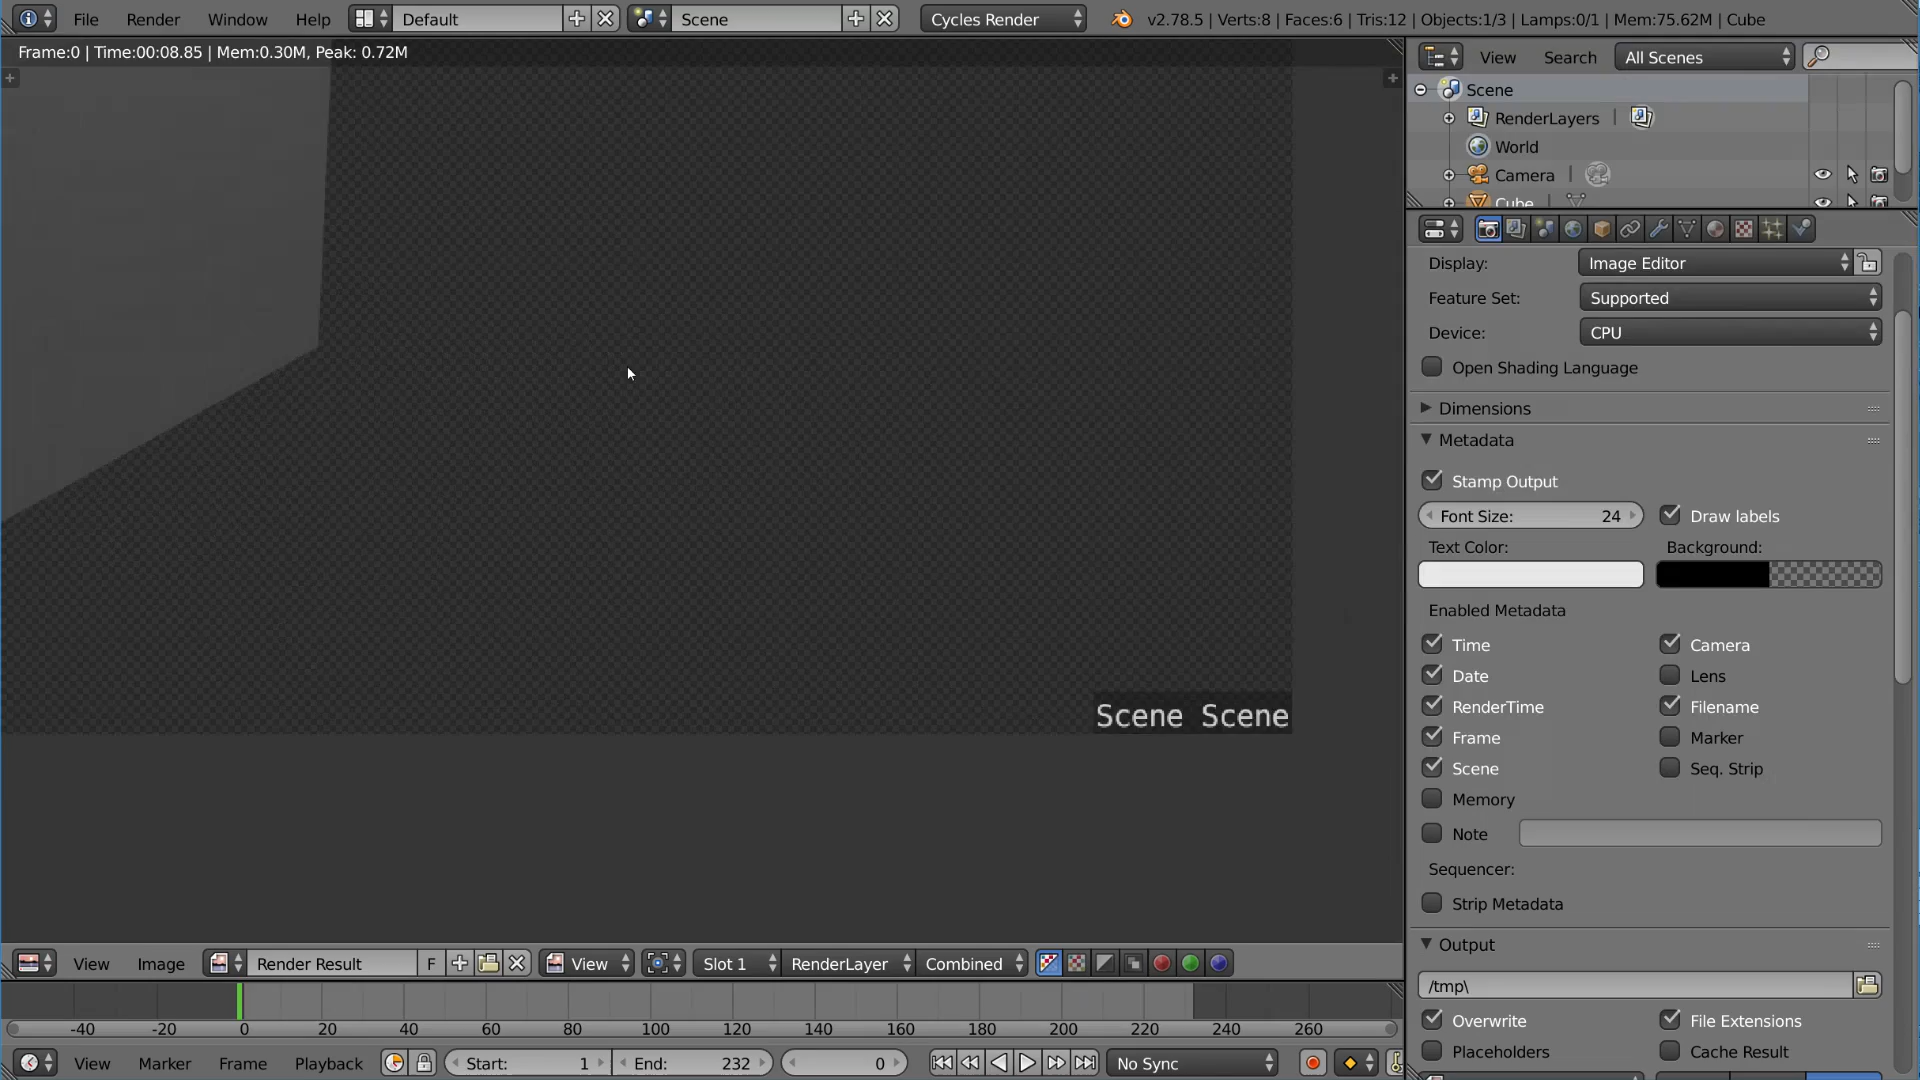 File Render Window Help Default Scene Cycles Render v2.78.5 | Verts:8 | Faces:6 | Tris:12 | Objects:1/3 | Lamps:0/1 | Mem:75.62M | Cube
Frame:0 | Time:00:08.85 | Mem:0.30M, Peak: 0.72M
View Search All Scenes
Scene
RenderLayers
World
Camera
Cube
Display: Image Editor
Feature Set: Supported
Device: CPU
Open Shading Language
Dimensions
Metadata
Stamp Output
Font Size: 24 Draw labels
Text Color: Background:
Enabled Metadata
Time Camera
Date Lens
RenderTime Filename
Frame Marker
Scene Seq. Strip
Memory
Note
Sequencer:
Strip Metadata
Output
/tmp\
Overwrite File Extensions
Placeholders Cache Result
Scene Scene
View Image Render Result F View Slot 1 RenderLayer Combined
-40 -20 0 20 40 60 80 100 120 140 160 180 200 220 240 260
View Marker Frame Playback Start: 1 End: 232 0 No Sync